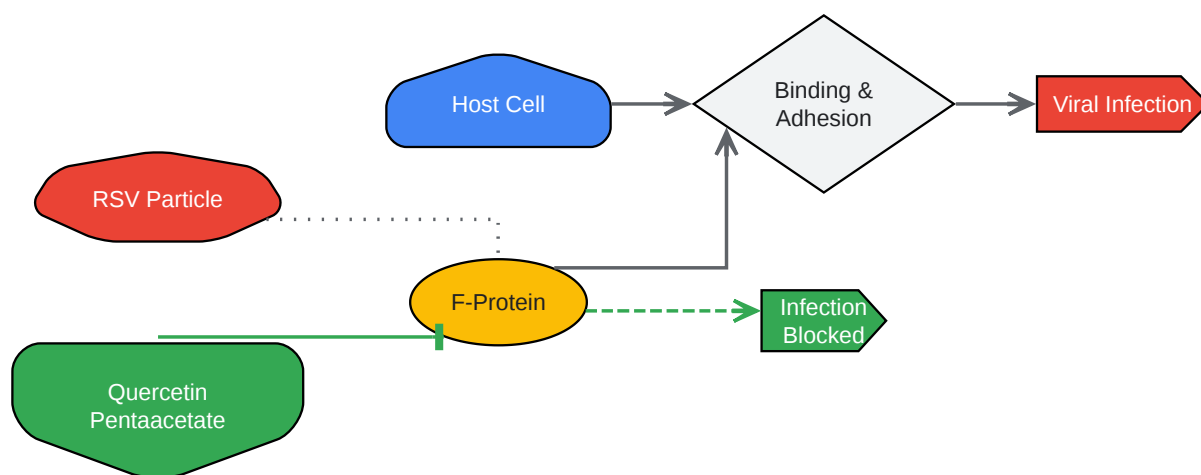 Host Cell
Binding &
Adhesion
Viral Infection
RSV Particle
F-Protein
Infection
Blocked
Quercetin
Pentaacetate